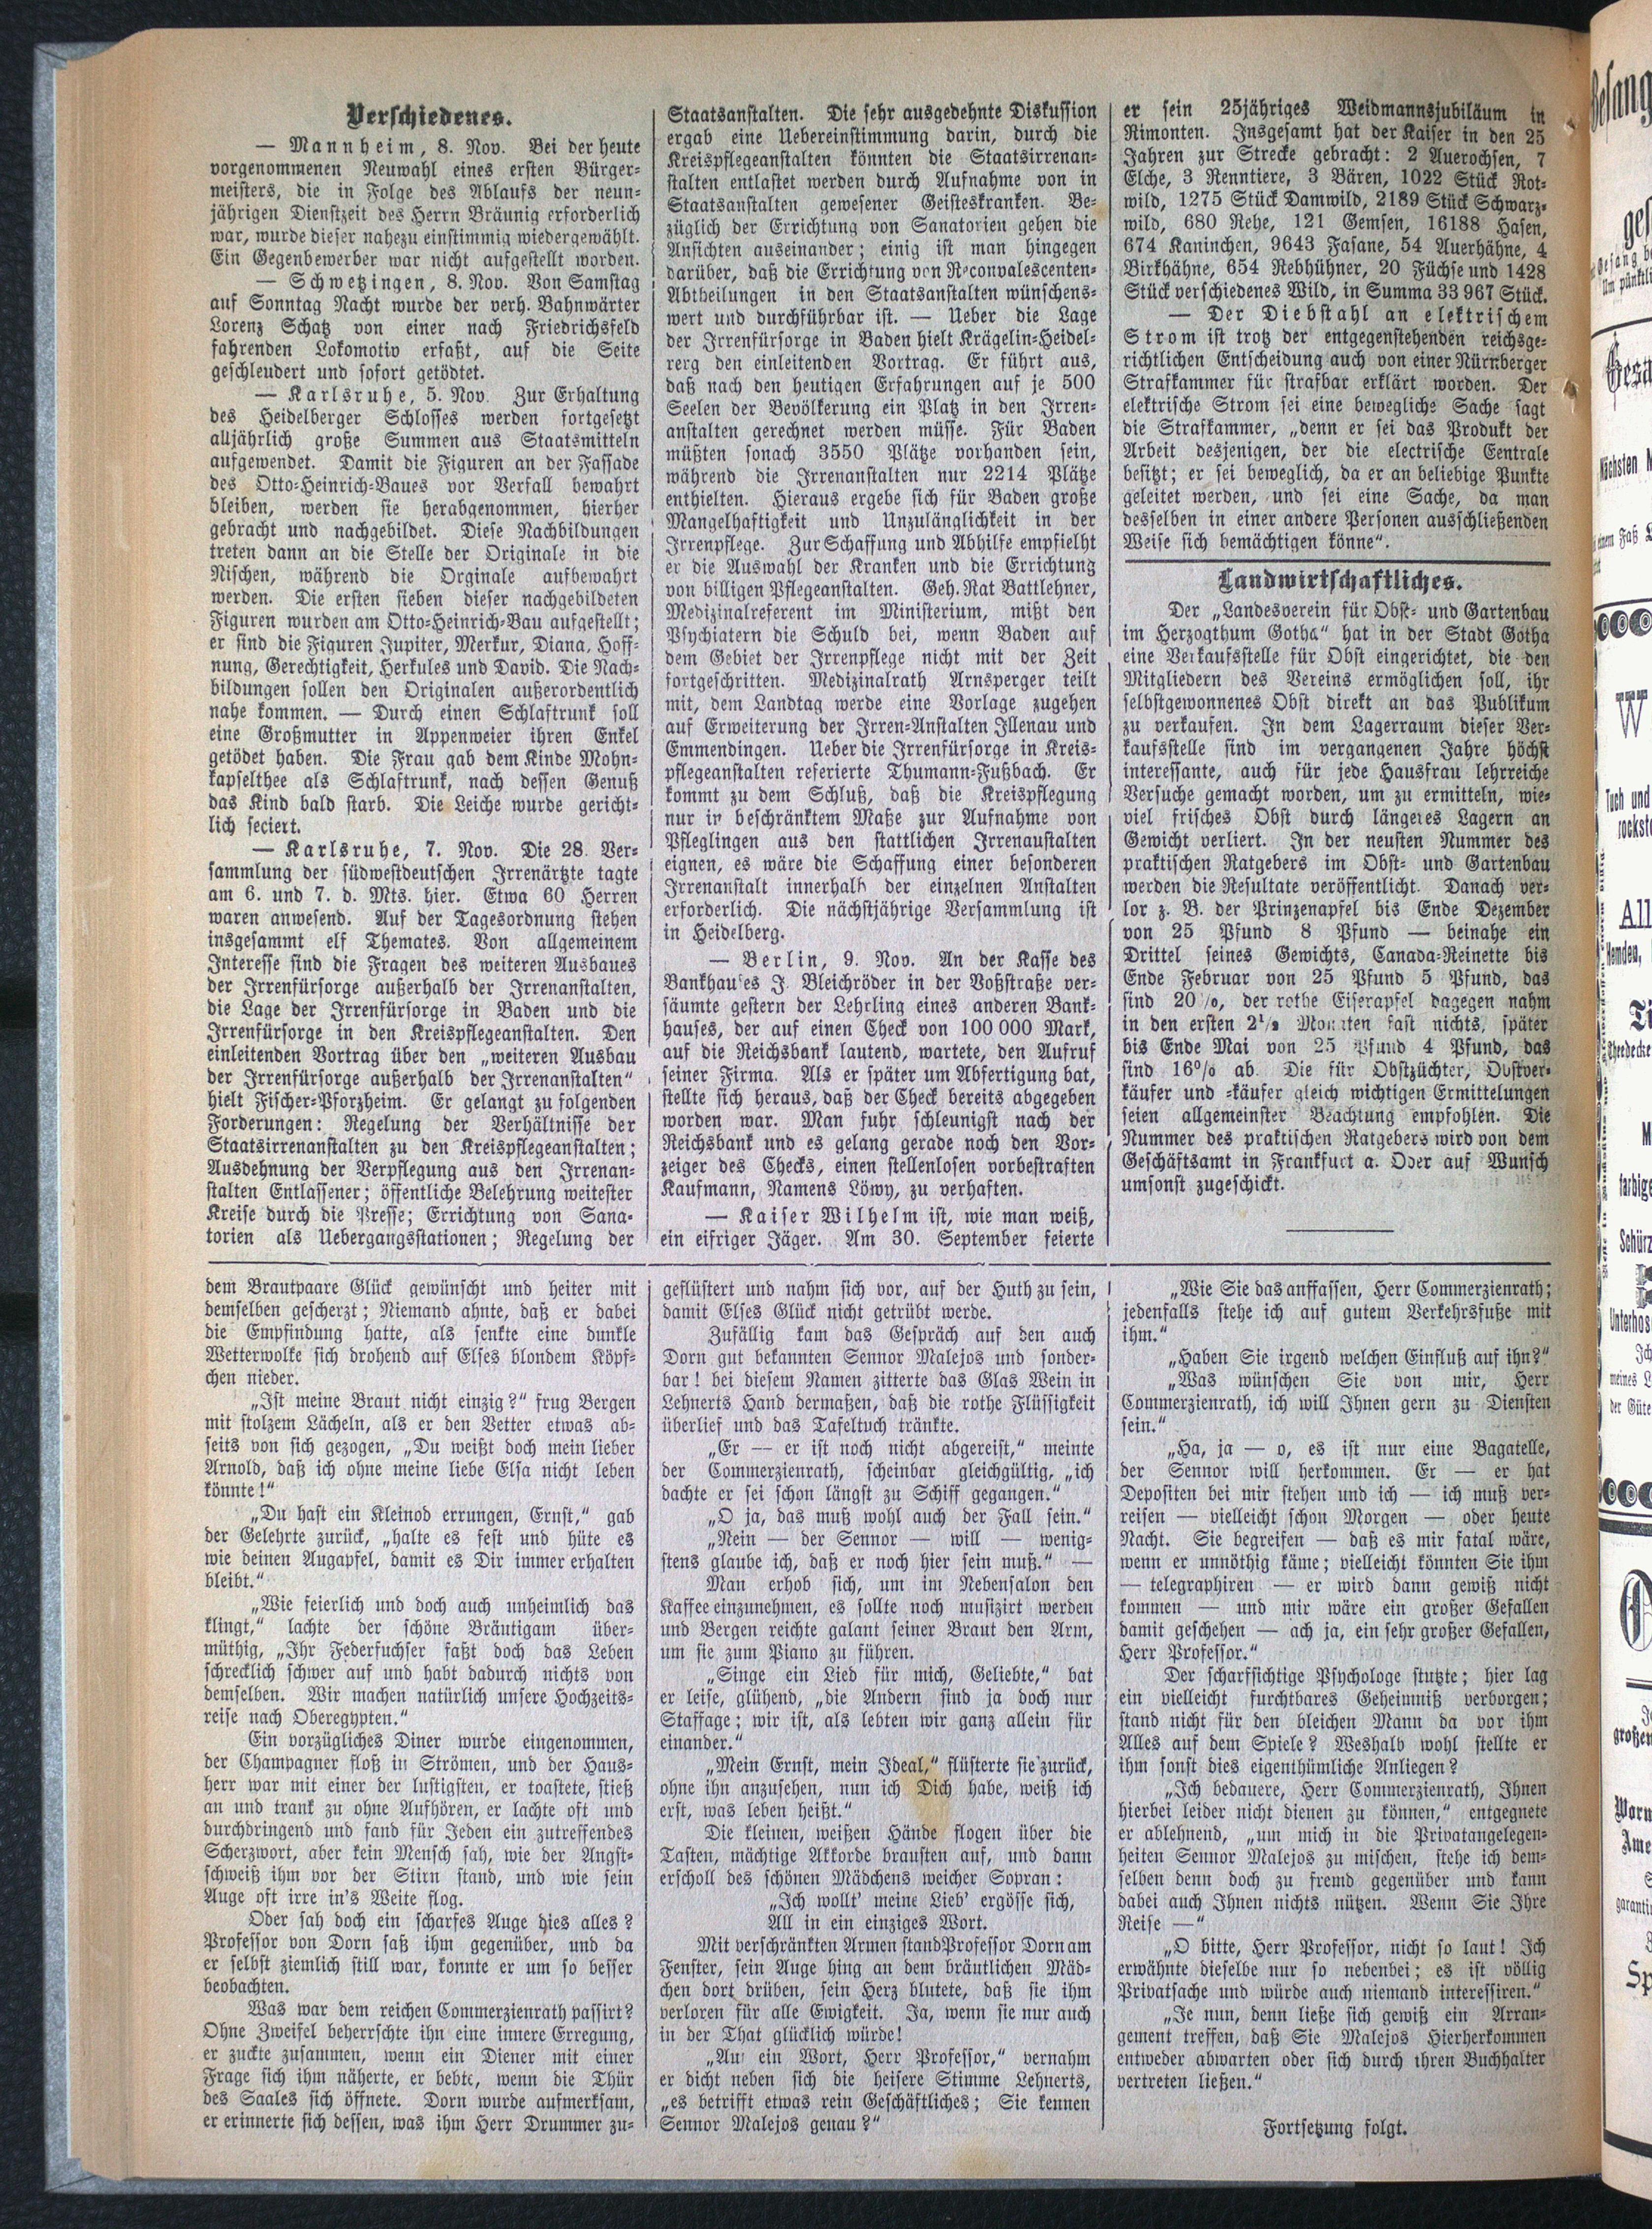 Verschiedenes.
— Mannheim, 8. Nov. Bei der heute
vorgenommenen Neuwahl eines ersten Bürger-
meisters, die in Folge des Ablaufs der neun-
jährigen Dienstzeit des Herrn Bräunig erforderlich
war, wurde dieser nahezu einstimmig wiedergewählt.
Ein Gegenbewerber war nicht aufgestellt worden.
— Schwetzingen, 8. Nov. Von Samstag
auf Sonntag Nacht wurde der verh. Bahnwärter
Lorenz Schatz von einer nach Friedrichsfeld
fahrenden Lokomotiv erfaßt, auf die Seite
geschleudert und sofort getödtet.
— Karlsruhe, 5. Nov. Zur Erhaltung
des Heidelberger Schlosses werden fortgesetzt
alljährlich große Summen aus Staatsmitteln
aufgewendet. Damit die Figuren an der Fassade
des Otto-Heinrich-Baues vor Verfall bewahrt
bleiben, werden sie herabgenommen, hierher
gebracht und nachgebildet. Diese Nachbildungen
treten dann an die Stelle der Originale in die
Nischen, während die Orginale aufbewahrt
werden. Die ersten sieben dieser nachgebildeten
Figuren wurden am Otto-Heinrich-Bau aufgestellt;
er sind die Figuren Jupiter, Merkur, Diana, Hoff-
nung, Gerechtigkeit, Herkules und David. Die Nach-
bildungen sollen den Originalen außerordentlich
nahe kommen. — Durch einen Schlaftrunk soll
eine Großmutter in Appenweier ihren Enkel
getödet haben. Die Frau gab dem Kinde Mohn-
kapselthee als Schlaftrunk, nach dessen Genuß
das Kind bald starb. Die Leiche wurde gericht-
lich seciert.
— Karlsruhe, 7. Nov. Die 28. Ver-
sammlung der südwestdeutschen Irrenärtzte tagte
am 6. und 7. d. Mts. hier. Etwa 60 Herren
waren anwesend. Auf der Tagesordnung stehen
insgesammt elf Themates. Von allgemeinem
Interesse sind die Fragen des weiteren Ausbaues
der Irrenfürsorge außerhalb der Irrenanstalten,
die Lage der Irrenfürsorge in Baden und die
Irrenfürsorge in den Kreispflegeanstalten. Den
einleitenden Vortrag über den „weiteren Ausbau
der Irrenfürsorge außerhalb der Irrenanstalten“
hielt Fischer-Pforzheim. Er gelangt zu folgenden
Forderungen: Regelung der Verhältnisse der
Staatsirrenanstalten zu den Kreispflegeanstalten;
Ausdehnung der Verpflegung aus den Irrenan-
stalten Entlassener; öffentliche Belehrung weitester
Kreise durch die Presse; Errichtung von Sana-
torien als Uebergangsstationen; Regelung der
Staatsanstalten. Die sehr ausgedehnte Diskussion
ergab eine Uebereinstimmung darin, durch die
Kreispflegeanstalten könnten die Staatsirrenan-
stalten entlastet werden durch Aufnahme von in
Staatsanstalten gewesener Geisteskranken. Be-
züglich der Errichtung von Sanatorien gehen die
Ansichten auseinander; einig ist man hingegen
darüber, daß die Errichtung von Reconvalescenten-
Abtheilungen in den Staatsanstalten wünschens-
wert und durchführbar ist. — Ueber die Lage
der Irrenfürsorge in Baden hielt Krägelin-Heidel-
rerg den einleitenden Vortrag. Er führt aus,
daß nach den heutigen Erfahrungen auf je 500
Seelen der Bevölkerung ein Platz in den Irren-
anstalten gerechnet werden müsse. Für Baden
müßten sonach 3550 Plätze vorhanden sein,
während die Irrenanstalten nur 2214 Plätze
enthielten. Hieraus ergebe sich für Baden große
Mangelhaftigkeit und Unzulänglichkeit in der
Irrenpflege. Zur Schaffung und Abhilfe empfielht
er die Auswahl der Kranken und die Errichtung
von billigen Pflegeanstalten. Geh. Rat Battlehner,
Medizinalreferent im Ministerium, mißt den
Psychiatern die Schuld bei, wenn Baden auf
dem Gebiet der Irrenpflege nicht mit der Zeit
fortgeschritten. Medizinalrath Arnsperger teilt
mit, dem Landtag werde eine Vorlage zugehen
auf Erweiterung der Irren-Anstalten Illenau und
Emmendingen. Ueber die Irrenfürsorge in Kreis-
pflegeanstalten referierte Thumann-Fußbach. Er
kommt zu dem Schluß, daß die Kreispflegung
nur in beschränktem Maße zur Aufnahme von
Pfleglingen aus den stattlichen Irrenaustalten
eignen, es wäre die Schaffung einer besonderen
Irrenanstalt innerhalb der einzelnen Anstalten
erforderlich. Die nächstjährige Versammlung ist
in Heidelberg.
— Berlin, 9. Nov. An der Kasse des
Bankhauses J. Bleichröder in der Voßstraße ver-
säumte gestern der Lehrling eines anderen Bank-
hauses, der auf einen Check von 100 000 Mark,
auf die Reichsbank lautend, wartete, den Aufruf
seiner Firma. Als er später um Abfertigung bat,
stellte sich heraus, daß der Check bereits abgegeben
worden war. Man fuhr schleunigst nach der
Reichsbank und es gelang gerade noch den Vor-
zeiger des Checks, einen stellenlosen vorbestraften
Kaufmann, Namens Löwy, zu verhaften.
— Kaiser Wilhelm ist, wie man weiß,
ein eifriger Jäger. Am 30. September feierte
er sein 25jähriges Weidmannsjubiläum in
Rimonten. Insgesamt hat der Kaiser in den 25
Jahren zur Strecke gebracht: 2 Auerochsen, 7
Elche, 3 Renntiere, 3 Bären, 1022 Stück Rot-
wild, 1275 Stück Damwild, 2189 Stück Schwarz-
wild, 680 Rehe, 121 Gemsen, 16188 Hasen,
674 Kaninchen, 9643 Fasane, 54 Auerhähne, 4
Birkhähne, 654 Rebhühner, 20 Füchse und 1428
Stück verschiedenes Wild, in Summa 33 967 Stück.
— Der Diebstahl an elektrischem
Strom ist trotz der entgegenstehenden reichsge-
richtlichen Entscheidung auch von einer Nürnberger
Strafkammer für strafbar erklärt worden. Der
elektrische Strom sei eine bewegliche Sache sagt
die Strafkammer, „denn er sei das Produkt der
Arbeit desjenigen, der die electrische Centrale
besitzt; er sei beweglich, da er an beliebige Punkte
geleitet werden, und sei eine Sache, da man
desselben in einer andere Personen ausschließenden
Weise sich bemächtigen könne“.
Landwirtschaftliches.
Der „Landesverein für Obst- und Gartenbau
im Herzogthum Gotha“ hat in der Stadt Gotha
eine Verkaufsstelle für Obst eingerichtet, die den
Mitgliedern des Vereins ermöglichen soll, ihr
selbstgewonnenes Obst direkt an das Publikum
zu verkaufen. In dem Lagerraum dieser Ver-
kaufsstelle sind im vergangenen Jahre höchst
interessante, auch für jede Hausfrau lehrreiche
Versuche gemacht worden, um zu ermitteln, wie-
viel frisches Obst durch längeres Lagern an
Gewicht verliert. In der neusten Nummer des
praktischen Ratgebers im Obst- und Gartenbau
werden die Resultate veröffentlicht. Danach ver-
lor z. B. der Prinzenapfel bis Ende Dezember
von 25 Pfund 8 Pfund — beinahe ein
Drittel seines Gewichts, Canada-Reinette bis
Ende Februar von 25 Pfund 5 Pfund, das
sind 20%, der rothe Eiserapfel dagegen nahm
in den ersten 2½ Monaten fast nichts, später
bis Ende Mai von 25 Pfund 4 Pfund, das
sind 16% ab. Die für Obstzüchter, Obstver-
käufer und -käufer gleich wichtigen Ermittelungen
seien allgemeinster Beachtung empfohlen. Die
Nummer des praktischen Ratgebers wird von dem
Geschäftsamt in Frankfurt a. Oder auf Wunsch
umsonst zugeschickt.
dem Brautpaare Glück gewünscht und heiter mit
demselben gescherzt; Niemand ahnte, daß er dabei
die Empfindung hatte, als senkte eine dunkle
Wetterwolke sich drohend auf Elses blondem Köpf-
chen nieder.
„Ist meine Braut nicht einzig?“ frug Bergen
mit stolzem Lächeln, als er den Vetter etwas ab-
seits von sich gezogen, „Du weißt doch mein lieber
Arnold, daß ich ohne meine liebe Elsa nicht leben
könnte!“
„Du hast ein Kleinod errungen, Ernst,“ gab
der Gelehrte zurück, „halte es fest und hüte es
wie deinen Augapfel, damit es Dir immer erhalten
bleibt.“
„Wie feierlich und doch auch unheimlich das
klingt,“ lachte der schöne Bräutigam über-
müthig, „Ihr Federfuchser faßt doch das Leben
schrecklich schwer auf und habt dadurch nichts von
demselben. Wir machen natürlich unsere Hochzeits-
reise nach Oberegypten.“
Ein vorzügliches Diner wurde eingenommen,
der Champagner floß in Strömen, und der Haus-
herr war mit einer der lustigsten, er toastete, stieß
an und trank zu ohne Aufhören, er lachte oft und
durchdringend und fand für Jeden ein zutreffendes
Scherzwort, aber kein Mensch sah, wie der Angst-
schweiß ihm vor der Stirn stand, und wie sein
Auge oft irre in's Weite flog.
Oder sah doch ein scharfes Auge dies alles?
Professor von Dorn saß ihm gegenüber, und da
er selbst ziemlich still war, konnte er um so besser
beobachten.
Was war dem reichen Commerzienrath passirt?
Ohne Zweifel beherrschte ihn eine innere Erregung,
er zuckte zusammen, wenn ein Diener mit einer
Frage sich ihm näherte, er bebte, wenn die Thür
des Saales sich öffnete. Dorn wurde aufmerksam,
er erinnerte sich dessen, was ihm Herr Drummer zu-
geflüstert und nahm sich vor, auf der Huth zu sein,
damit Elses Glück nicht getrübt werde.
Zufällig kam das Gespräch auf den auch
Dorn gut bekannten Sennor Malejos und sonder-
bar! bei diesem Namen zitterte das Glas Wein in
Lehnerts Hand dermaßen, daß die rothe Flüssigkeit
überlief und das Tafeltuch tränkte.
„Er — er ist noch nicht abgereist,“ meinte
der Commerzienrath, scheinbar gleichgültig, „ich
dachte er sei schon längst zu Schiff gegangen.“
„O ja, das muß wohl auch der Fall sein.“
„Nein — der Sennor — will — wenig-
stens glaube ich, daß er noch hier sein muß.“ —
Man erhob sich, um im Nebensalon den
Kaffee einzunehmen, es sollte noch musizirt werden
und Bergen reichte galant seiner Braut den Arm,
um sie zum Piano zu führen.
„Singe ein Lied für mich, Geliebte,“ bat
er leise, glühend, „die Andern sind ja doch nur
Staffage; wir ist, als lebten wir ganz allein für
einander.“
„Mein Ernst, mein Ideal,“ flüsterte sie zurück,
ohne ihn anzusehen, nun ich Dich habe, weiß ich
erst, was leben heißt.“
Die kleinen, weißen Hände flogen über die
Tasten, mächtige Akkorde brausten auf, und dann
erscholl des schönen Mädchens weicher Sopran:
„Ich wollt' meine Lieb' ergösse sich,
All in ein einziges Wort.
Mit verschränkten Armen stand Professor Dorn am
Fenster, sein Auge hing an dem bräutlichen Mäd-
chen dort drüben, sein Herz blutete, daß sie ihm
verloren für alle Ewigkeit. Ja, wenn sie nur auch
in der That glücklich würde!
„Auf ein Wort, Herr Professor,“ vernahm
er dicht neben sich die heisere Stimme Lehnerts,
„es betrifft etwas rein Geschäftliches; Sie kennen
Sennor Malejos genau?“
„Wie Sie das anffassen, Herr Commerzienrath;
jedenfalls stehe ich auf gutem Verkehrsfuße mit
ihm.“
„Haben Sie irgend welchen Einfluß auf ihn?“
„Was wünschen Sie von mir, Herr
Commerzienrath, ich will Ihnen gern zu Diensten
sein.“
„Ha, ja — o, es ist nur eine Bagatelle,
der Sennor will herkommen. Er — er hat
Depositen bei mir stehen und ich — ich muß ver-
reisen — vielleicht schon Morgen — oder heute
Nacht. Sie begreifen — daß es mir fatal wäre,
wenn er unnöthig käme; vielleicht könnten Sie ihm
— telegraphiren — er wird dann gewiß nicht
kommen — und mir wäre ein großer Gefallen
damit geschehen — ach ja, ein sehr großer Gefallen,
Herr Professor.“
Der scharfsichtige Psychologe stutzte; hier lag
ein vielleicht furchtbares Geheimniß verborgen;
stand nicht für den bleichen Mann da vor ihm
Alles auf dem Spiele? Weshalb wohl stellte er
ihm sonst dies eigenthümliche Anliegen?
„Ich bedauere, Herr Commerzienrath, Ihnen
hierbei leider nicht dienen zu können,“ entgegnete
er ablehnend, „um mich in die Privatangelegen-
heiten Sennor Malejos zu mischen, stehe ich dem-
selben denn doch zu fremd gegenüber und kann
dabei auch Ihnen nichts nützen. Wenn Sie Ihre
Reise —“
„O bitte, Herr Professor, nicht so laut! Ich
erwähnte dieselbe nur so nebenbei; es ist völlig
Privatsache und würde auch niemand interessiren.“
„Je nun, denn ließe sich gewiß ein Arran-
gement treffen, daß Sie Malejos Hierherkommen
entweder abwarten oder sich durch ihren Buchhalter
vertreten ließen.“
Fortsetzung folgt.